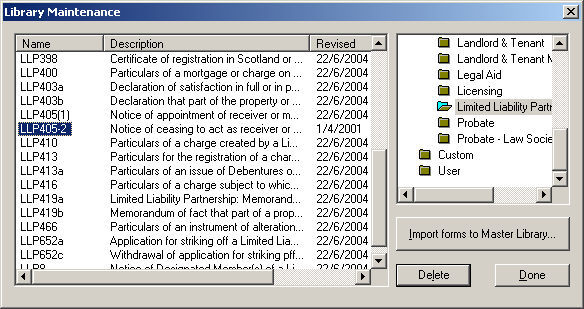 Library Maintenance
Name Description Revised
LLP398 Certificate of registration in Scotland or ... 22/6/2004
LLP400 Particulars of a mortgage or charge on ... 22/6/2004
LLP403a Declaration of satisfaction in full or in p... 22/6/2004
LLP403b Declaration that part of the property or ... 22/6/2004
LLP405(1) Notice of appointment of receiver or m... 22/6/2004
LLP405-2 Notice of ceasing to act as receiver or ... 1/4/2001
LLP410 Particulars of a charge created by a Li... 22/6/2004
LLP413 Particulars for the registration of a char... 22/6/2004
LLP413a Particulars of an issue of Debentures o... 22/6/2004
LLP416 Particulars of a charge subject to whic... 22/6/2004
LLP419a Limited Liability Partnership: Memorand... 22/6/2004
LLP419b Memorandum of fact that part of a prop... 22/6/2004
LLP466 Particulars of an instrument of alteration... 22/6/2004
LLP652a Application for striking off a Limited Lia... 22/6/2004
LLP652c Withdrawal of application for striking off... 22/6/2004
LLP8 Notice of Designated Member(s) of a Li... 22/6/2004
Landlord & Tenant
Landlord & Tenant M
Legal Aid
Licensing
Limited Liability Partn
Probate
Probate - Law Socie
Custom
User
Import forms to Master Library...
Delete
Done